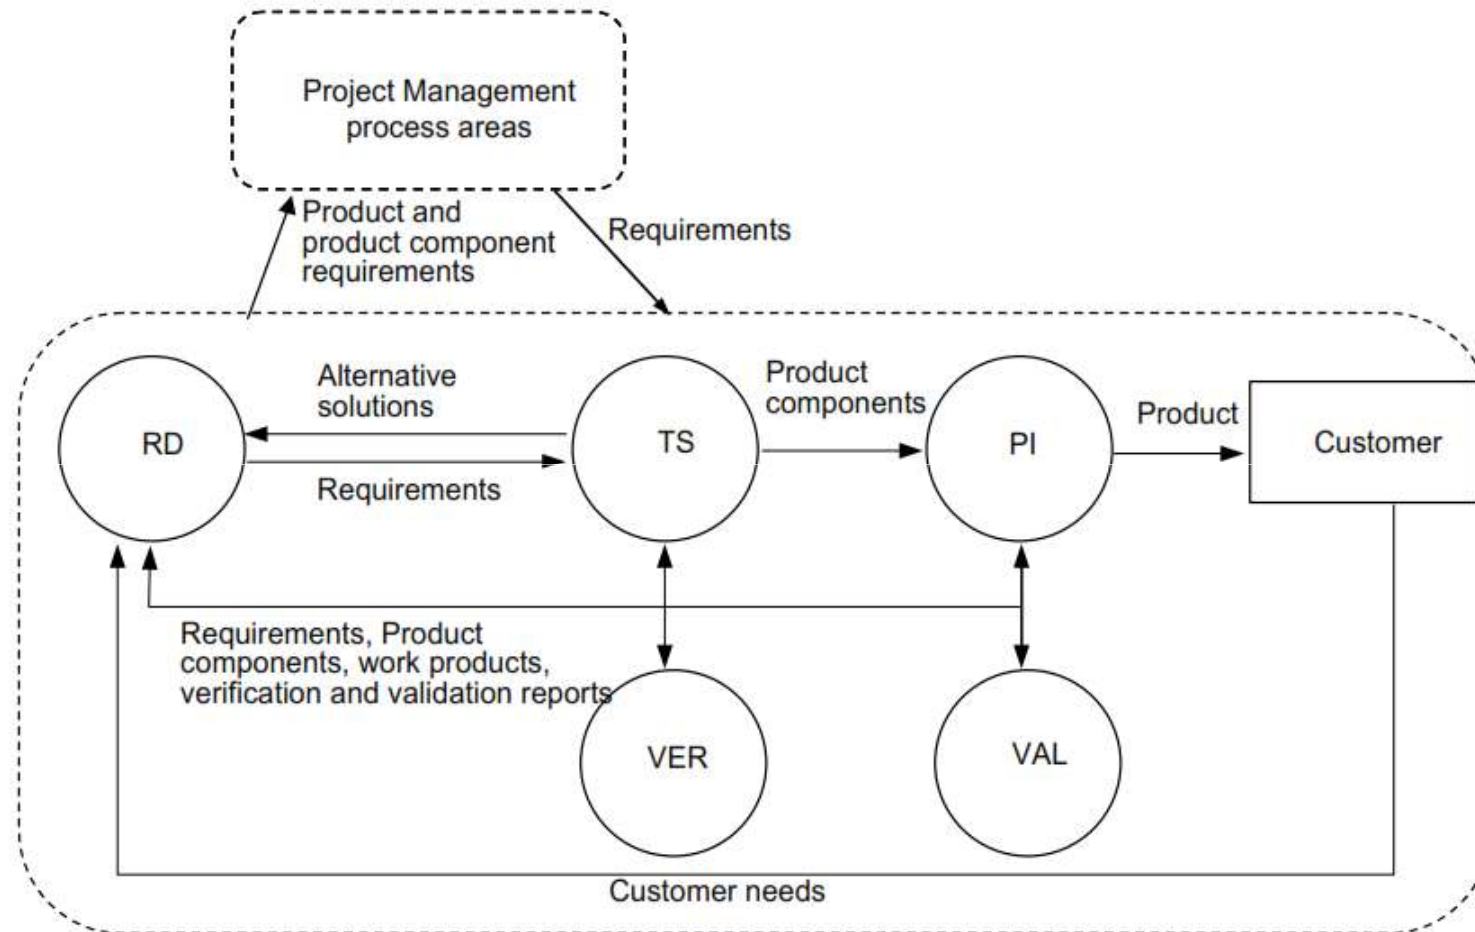 Project Management
process areas
Product and
product component
requirements
Requirements
Alternative
solutions
Product
components
Product
RD
TS
PI
Customer
Requirements
Requirements, Product
components, work products,
verification and validation reports
VER
VAL
Customer needs